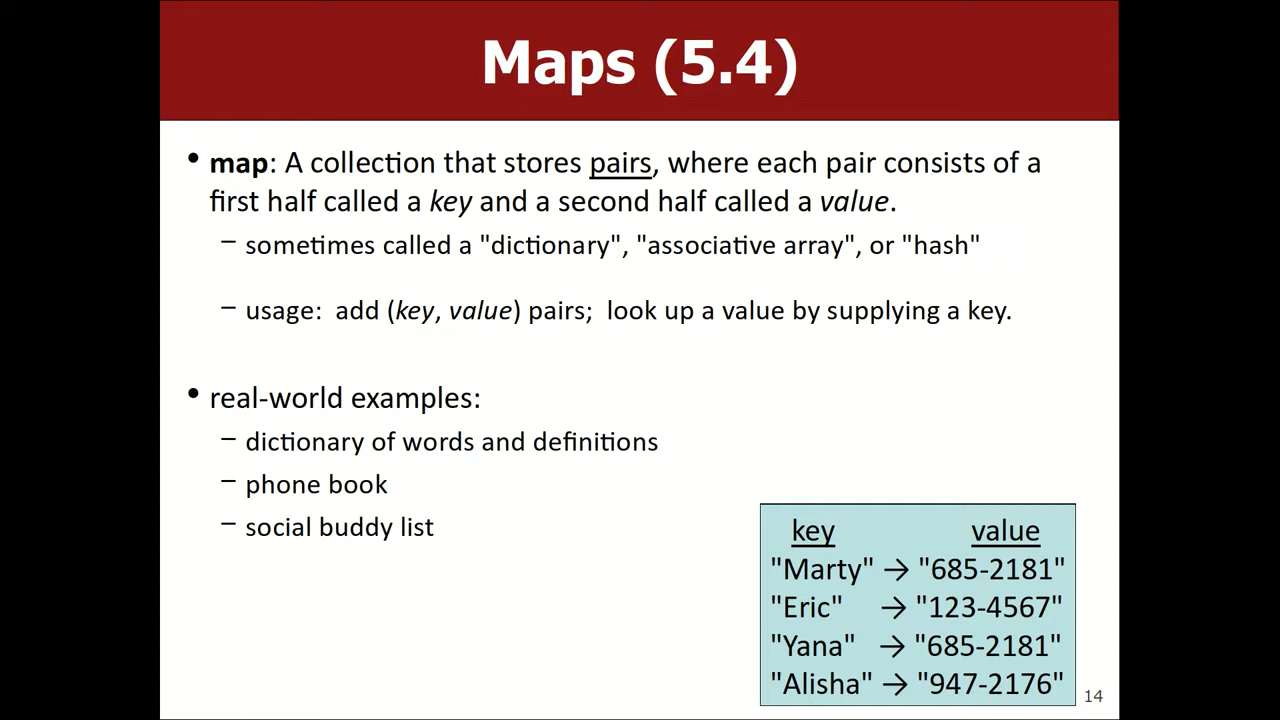 Maps (5.4)
• map: A collection that stores pairs, where each pair consists of a
first half called a key and a second half called a value.
– sometimes called a "dictionary", "associative array", or "hash"
– usage: add (key, value) pairs; look up a value by supplying a key.
• real-world examples:
– dictionary of words and definitions
– phone book
– social buddy list
key value
"Marty" → "685-2181"
"Eric" → "123-4567"
"Yana" → "685-2181"
"Alisha" → "947-2176"
14